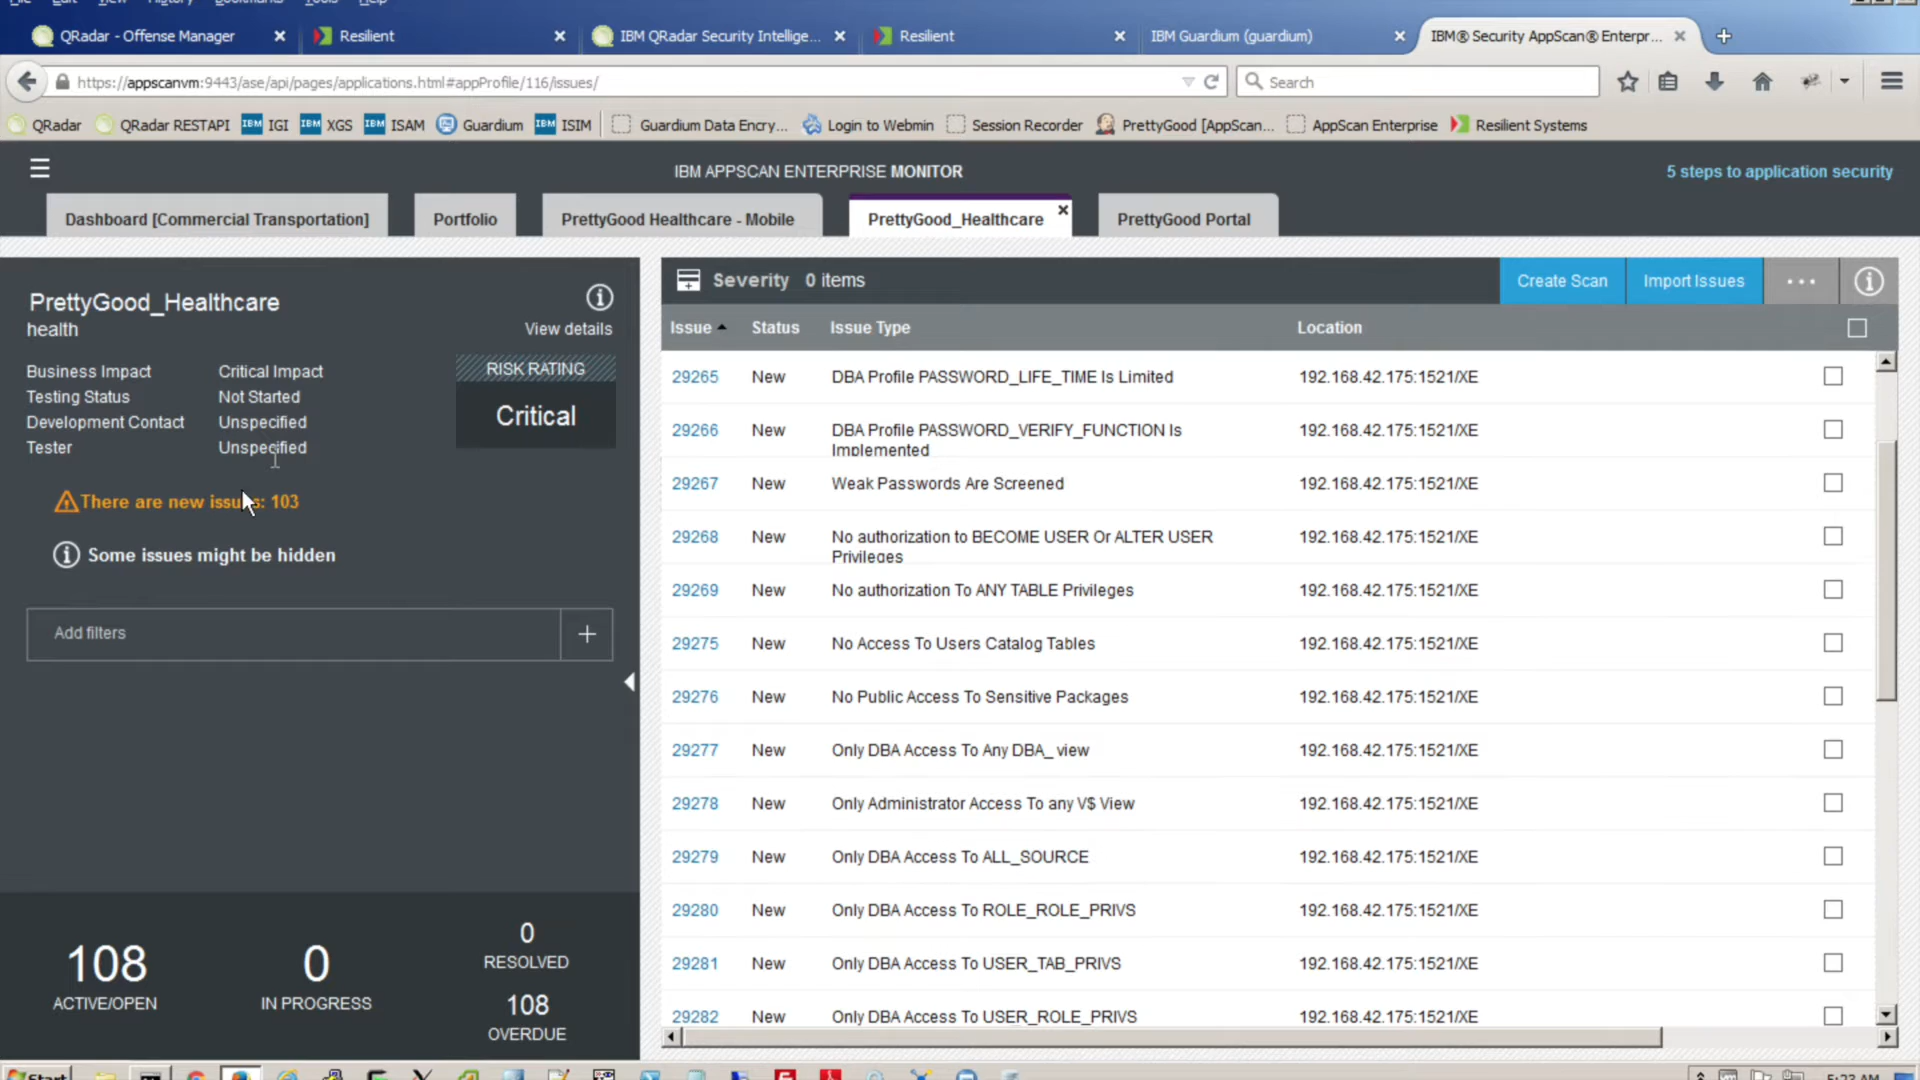 File Edit View History Bookmarks Tools Help
QRadar - Offense Manager
Resilient
IBM QRadar Security Intellige...
Resilient
IBM Guardium (guardium)
IBM® Security AppScan® Enterpr...
https://appscanvm:9443/ase/api/pages/applications.html#appProfile/116/issues/
Search
QRadar
QRadar RESTAPI
IBM IGI
IBM XGS
IBM ISAM
Guardium
IBM ISIM
Guardium Data Encry...
Login to Webmin
Session Recorder
PrettyGood [AppScan...
AppScan Enterprise
Resilient Systems
IBM APPSCAN ENTERPRISE MONITOR
5 steps to application security
Dashboard [Commercial Transportation]
Portfolio
PrettyGood Healthcare - Mobile
PrettyGood_Healthcare
PrettyGood Portal
PrettyGood_Healthcare
health
View details
Business Impact Critical Impact
Testing Status Not Started
Development Contact Unspecified
Tester Unspecified
RISK RATING
Critical
There are new issues: 103
Some issues might be hidden
Add filters
108
ACTIVE/OPEN
0
IN PROGRESS
0
RESOLVED
108
OVERDUE
Severity 0 items
Create Scan
Import Issues
Issue Status Issue Type Location
29265 New DBA Profile PASSWORD_LIFE_TIME Is Limited 192.168.42.175:1521/XE
29266 New DBA Profile PASSWORD_VERIFY_FUNCTION Is 192.168.42.175:1521/XE
Implemented
29267 New Weak Passwords Are Screened 192.168.42.175:1521/XE
29268 New No authorization to BECOME USER Or ALTER USER 192.168.42.175:1521/XE
Privileges
29269 New No authorization To ANY TABLE Privileges 192.168.42.175:1521/XE
29275 New No Access To Users Catalog Tables 192.168.42.175:1521/XE
29276 New No Public Access To Sensitive Packages 192.168.42.175:1521/XE
29277 New Only DBA Access To Any DBA_ view 192.168.42.175:1521/XE
29278 New Only Administrator Access To any V$ View 192.168.42.175:1521/XE
29279 New Only DBA Access To ALL_SOURCE 192.168.42.175:1521/XE
29280 New Only DBA Access To ROLE_ROLE_PRIVS 192.168.42.175:1521/XE
29281 New Only DBA Access To USER_TAB_PRIVS 192.168.42.175:1521/XE
29282 New Only DBA Access To USER_ROLE_PRIVS 192.168.42.175:1521/XE
Start
5:23 AM